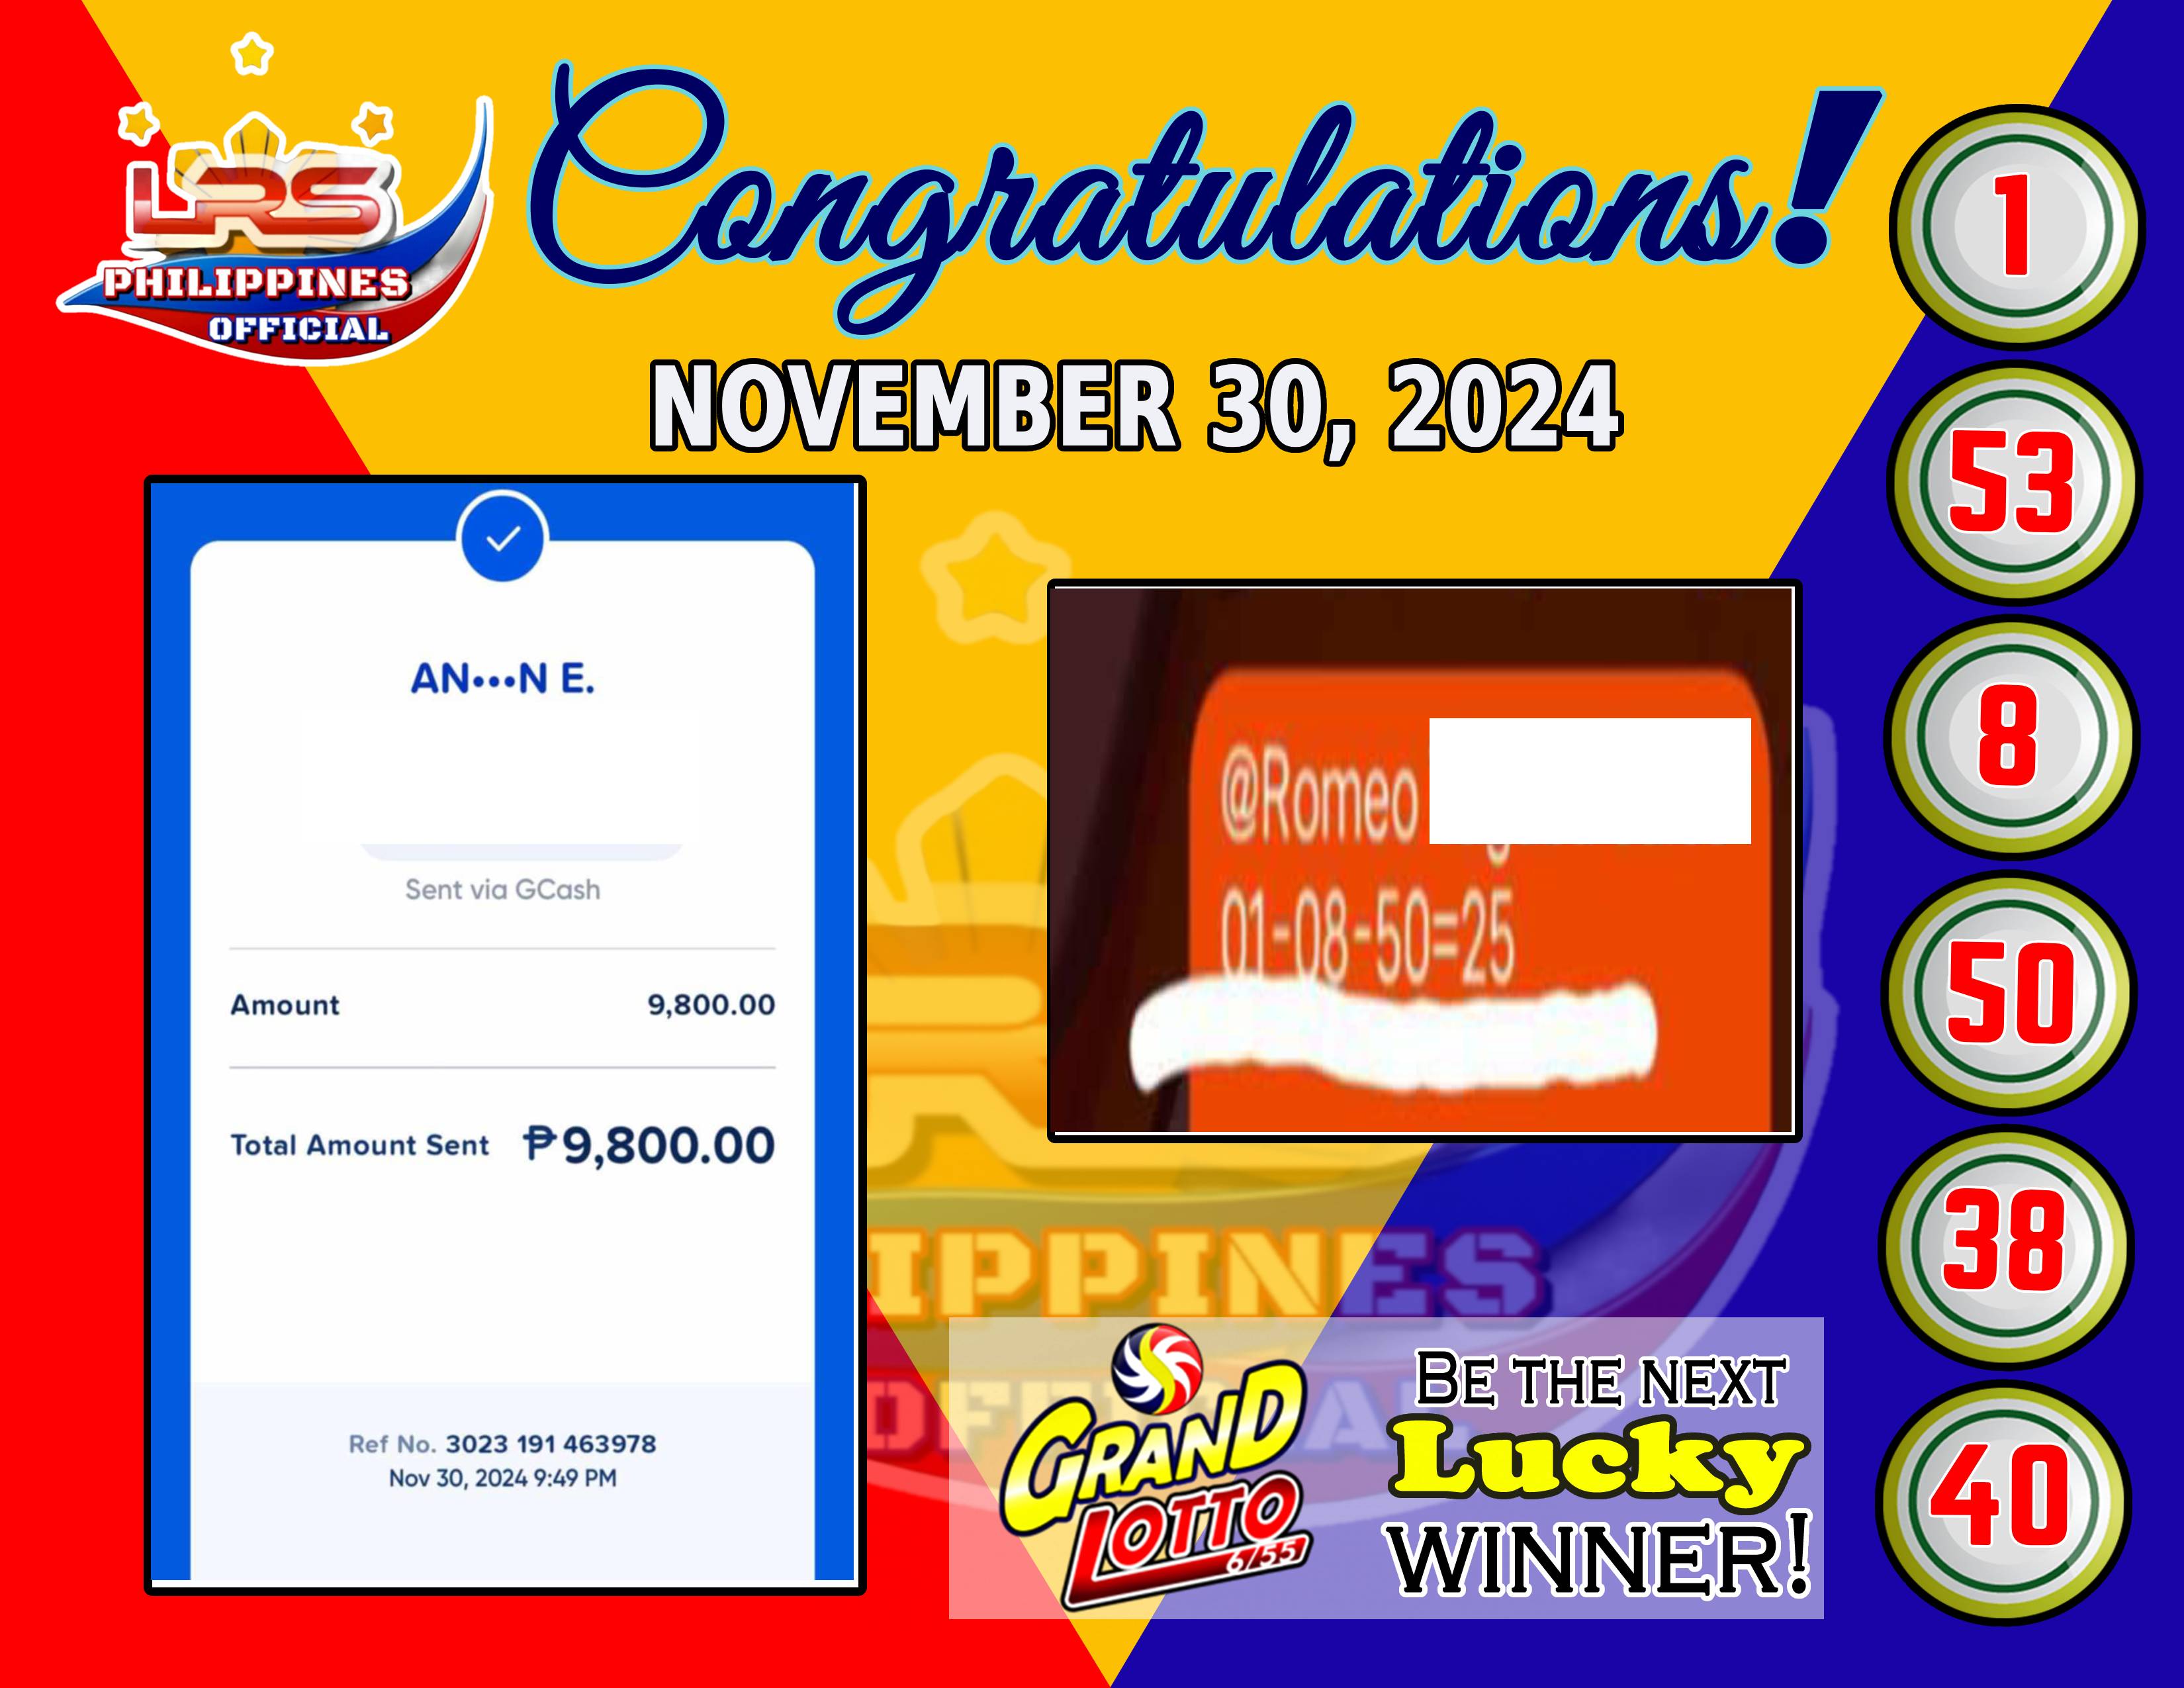 LRS
PHILIPPINES
OFFICIAL
Congratulations!
NOVEMBER 30, 2024
AN•••N E.
Sent via GCash
Amount 9,800.00
Total Amount Sent ₱9,800.00
Ref No. 3023 191 463978
Nov 30, 2024 9:49 PM
@Romeo
01-08-50=25
IPPINES
OFFICIAL
GRAND
LOTTO
6/55
BE THE NEXT
Lucky
WINNER!
1
53
8
50
38
40